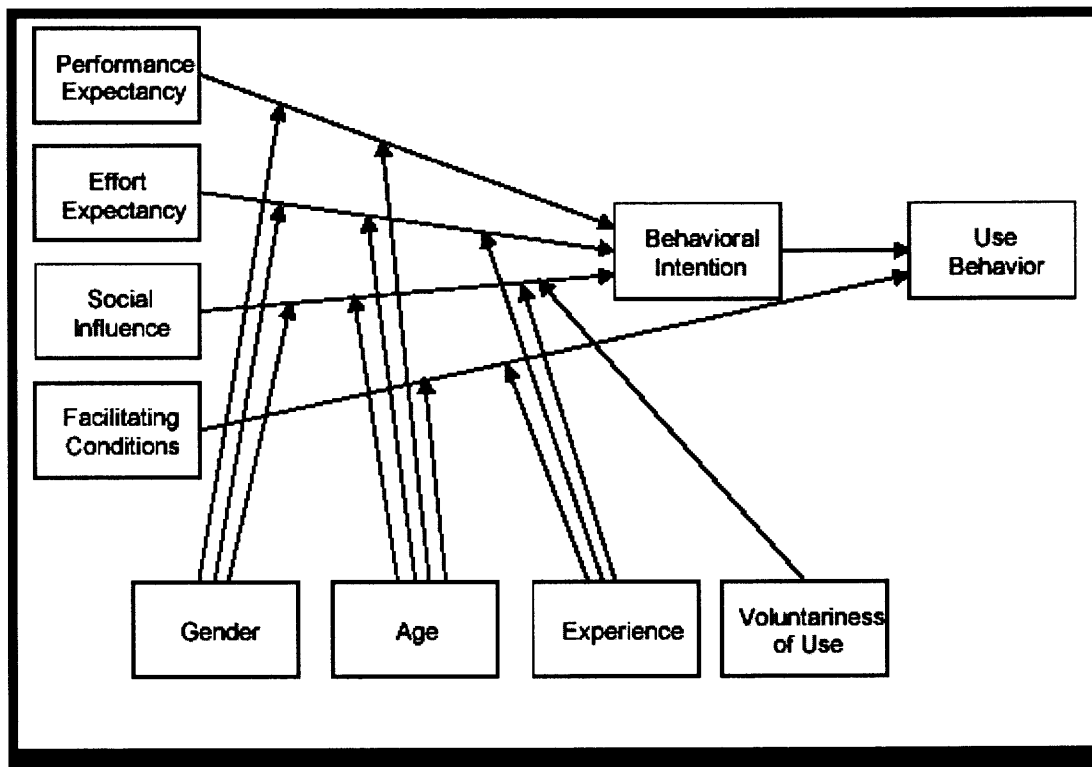 Performance
Expectancy
Effort
Expectancy
Social
Influence
Facilitating
Conditions
Behavioral
Intention
Use
Behavior
Gender
Age
Experience
Voluntariness
of Use